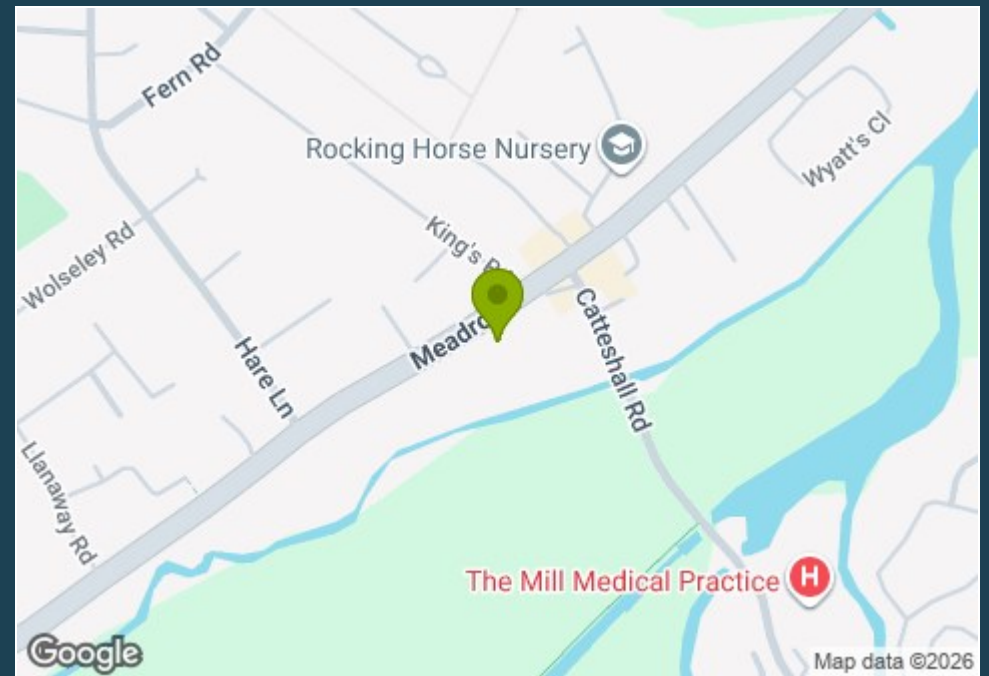 Fern Rd
Rocking Horse Nursery
Wyatt's Cl
King's
Wolseley Rd
Meadro
Catteshall Rd
Hare Ln
Llanaway Rd
The Mill Medical Practice
H
Google
Map data ©2026